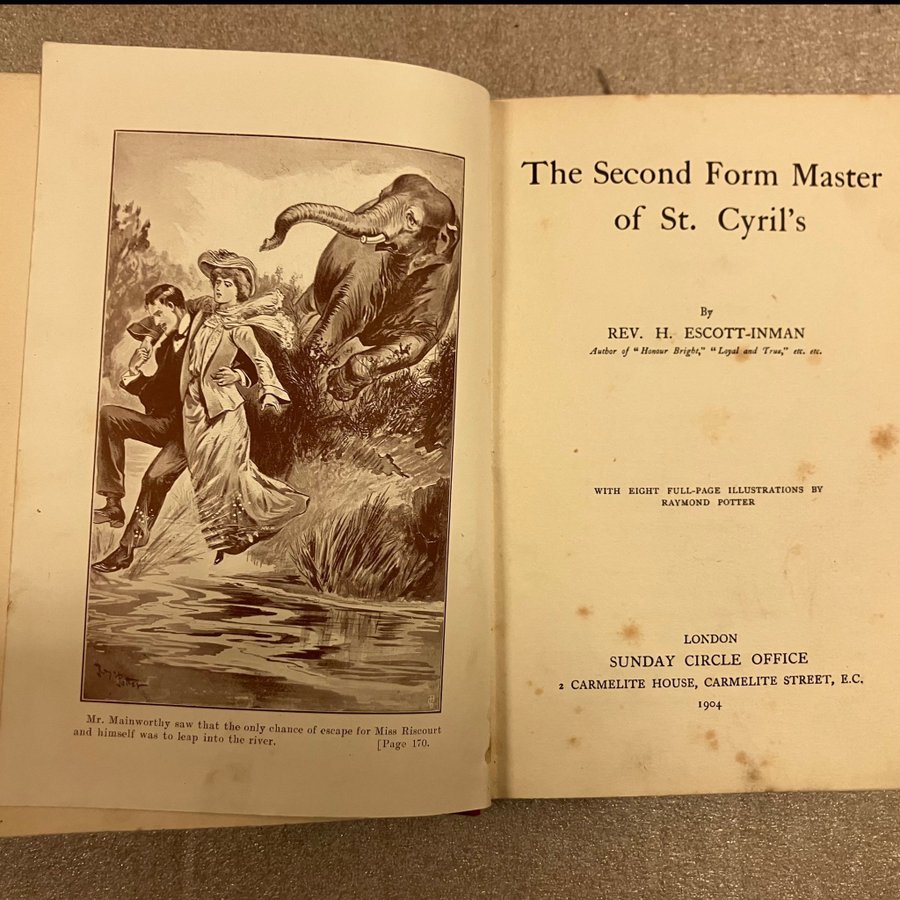 Mr. Mainworthy saw that the only chance of escape for Miss Riscourt
and himself was to leap into the river. [Page 170.
The Second Form Master
of St. Cyril's
By
REV. H. ESCOTT-INMAN
Author of "Honour Bright," "Loyal and True," etc. etc.
WITH EIGHT FULL-PAGE ILLUSTRATIONS BY
RAYMOND POTTER
LONDON
SUNDAY CIRCLE OFFICE
2 CARMELITE HOUSE, CARMELITE STREET, E.C.
1904